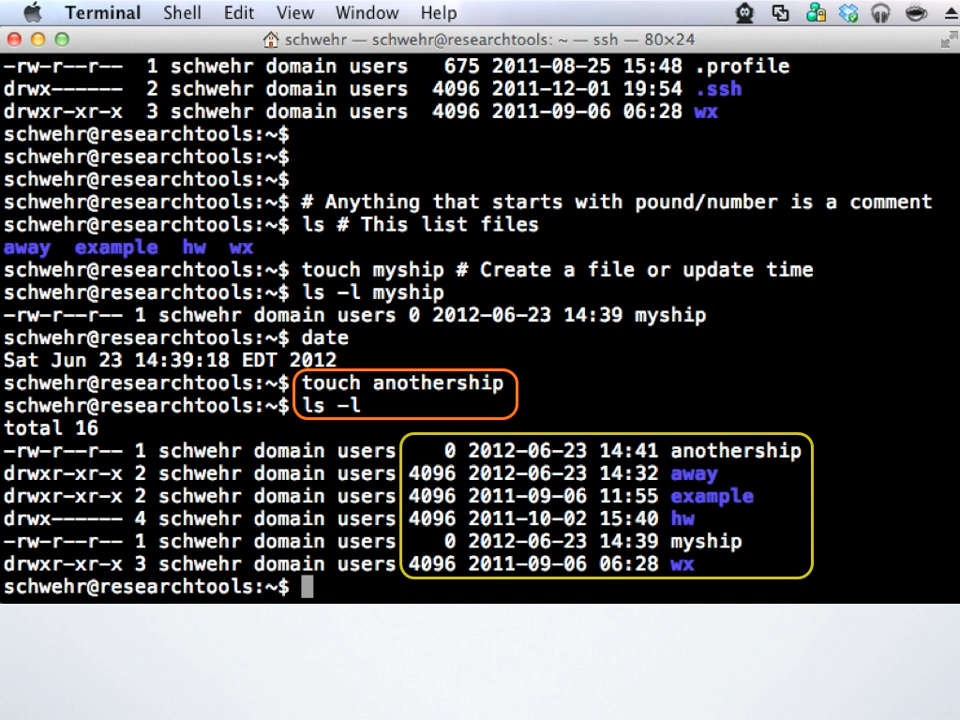 Terminal Shell Edit View Window Help
schwehr — schwehr@researchtools: ~ — ssh — 80×24
-rw-r--r-- 1 schwehr domain users 675 2011-08-25 15:48 .profile
drwx------ 2 schwehr domain users 4096 2011-12-01 19:54 .ssh
drwxr-xr-x 3 schwehr domain users 4096 2011-09-06 06:28 wx
schwehr@researchtools:~$
schwehr@researchtools:~$
schwehr@researchtools:~$
schwehr@researchtools:~$ # Anything that starts with pound/number is a comment
schwehr@researchtools:~$ ls # This list files
away example hw wx
schwehr@researchtools:~$ touch myship # Create a file or update time
schwehr@researchtools:~$ ls -l myship
-rw-r--r-- 1 schwehr domain users 0 2012-06-23 14:39 myship
schwehr@researchtools:~$ date
Sat Jun 23 14:39:18 EDT 2012
schwehr@researchtools:~$ touch anothership
schwehr@researchtools:~$ ls -l
total 16
-rw-r--r-- 1 schwehr domain users 0 2012-06-23 14:41 anothership
drwxr-xr-x 2 schwehr domain users 4096 2012-06-23 14:32 away
drwxr-xr-x 2 schwehr domain users 4096 2011-09-06 11:55 example
drwx------ 4 schwehr domain users 4096 2011-10-02 15:40 hw
-rw-r--r-- 1 schwehr domain users 0 2012-06-23 14:39 myship
drwxr-xr-x 3 schwehr domain users 4096 2011-09-06 06:28 wx
schwehr@researchtools:~$